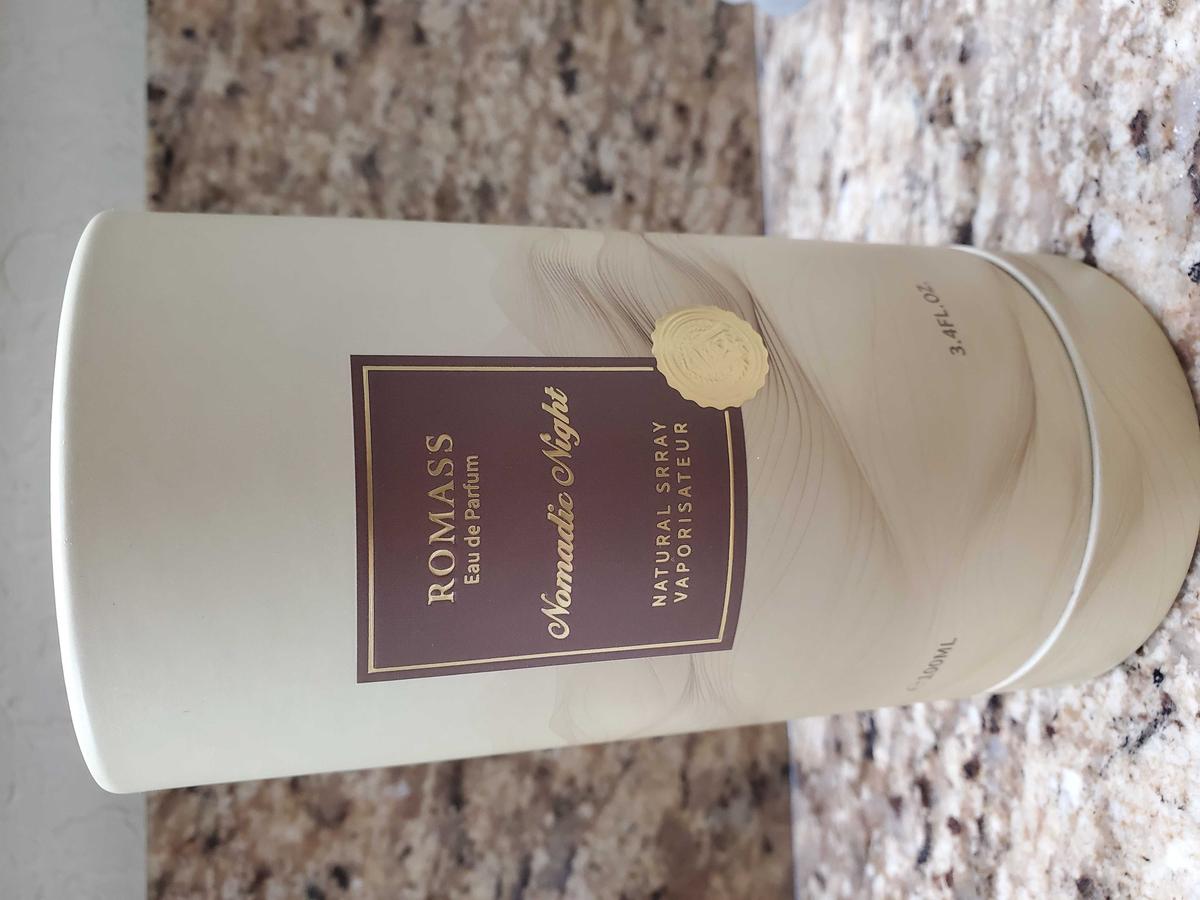 ROMASS
Eau de Parfum
Nomadic Night
NATURAL SRRAY
VAPORISATEUR
100ML
3.4FL.OZ